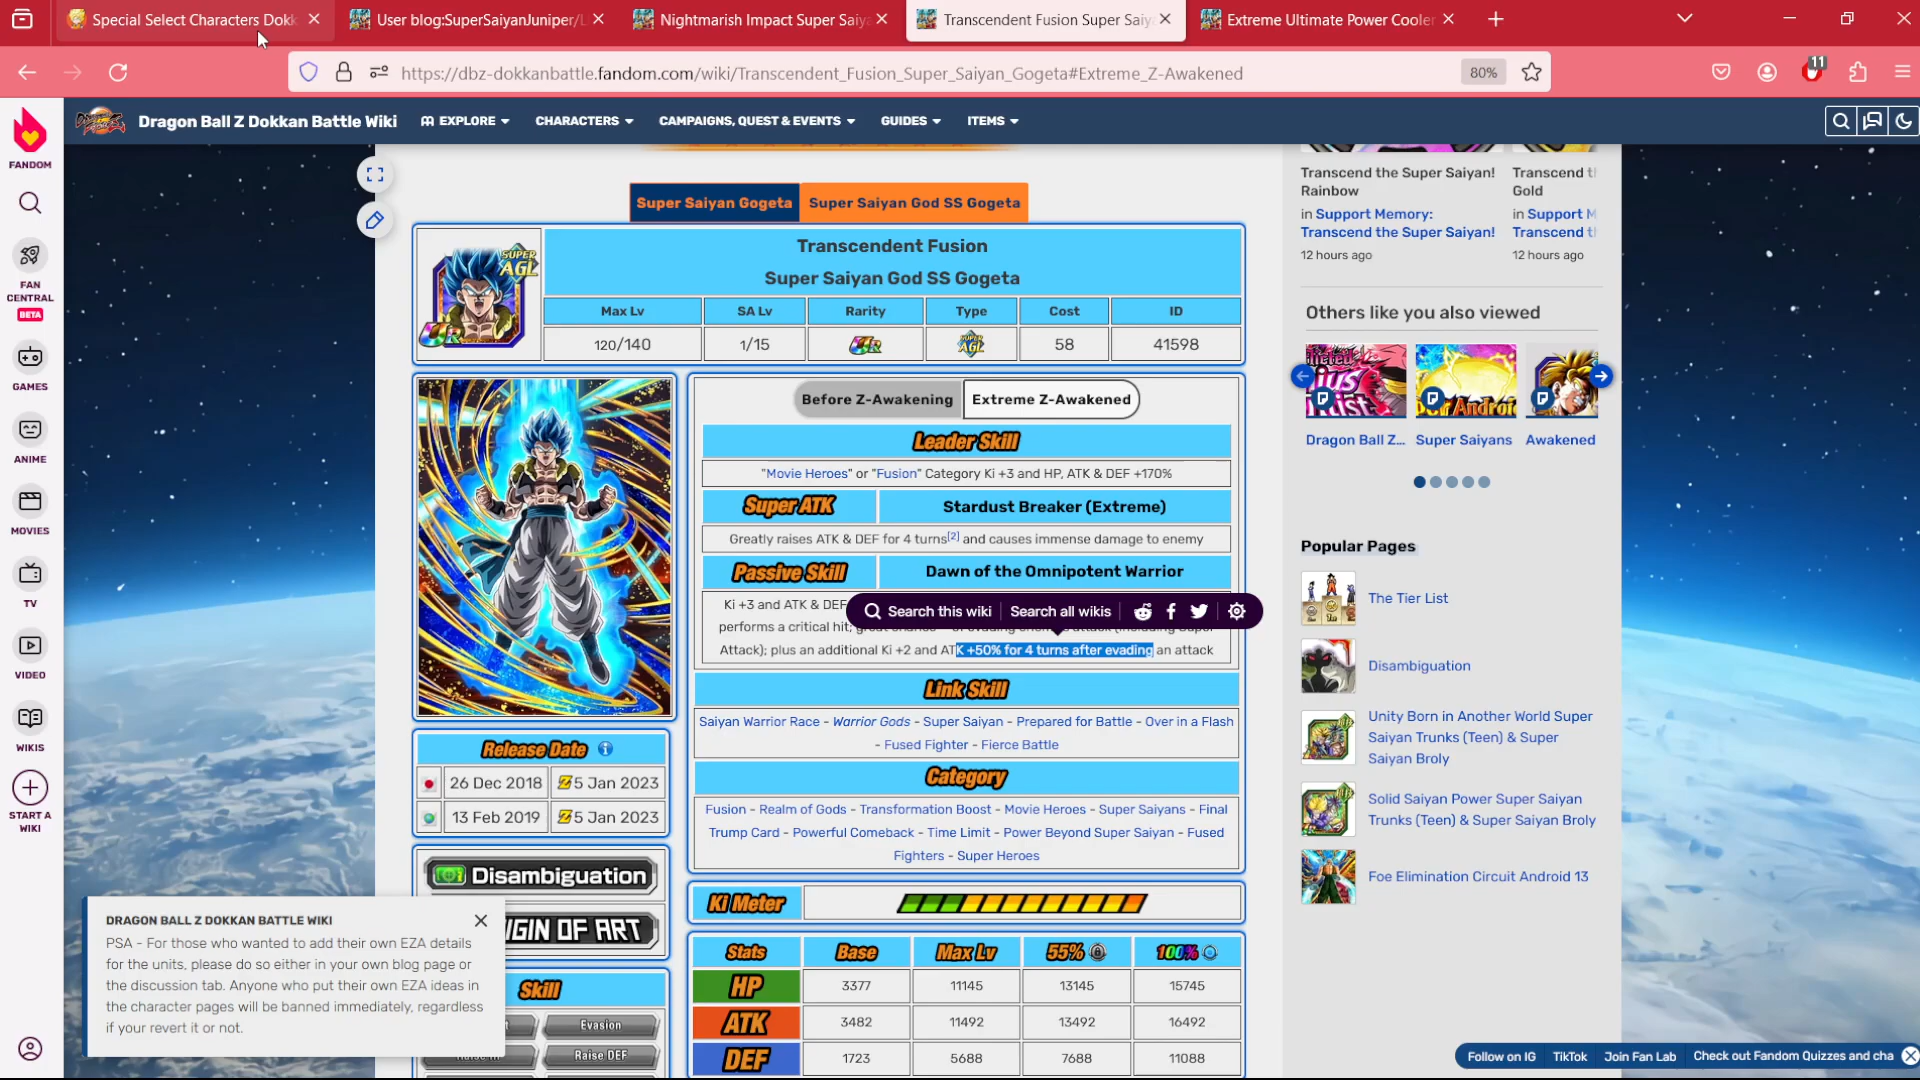 Special Select Characters Dokk
User blog:SuperSaiyanJuniper/L
Nightmarish Impact Super Saiya
Transcendent Fusion Super Saiy
Extreme Ultimate Power Cooler
https://dbz-dokkanbattle.fandom.com/wiki/Transcendent_Fusion_Super_Saiyan_Gogeta#Extreme_Z-Awakened
80%
11
FANDOM
FAN CENTRAL
BETA
GAMES
ANIME
MOVIES
TV
VIDEO
WIKIS
START A WIKI
Dragon Ball Z Dokkan Battle Wiki
EXPLORE
CHARACTERS
CAMPAIGNS, QUEST & EVENTS
GUIDES
ITEMS
Super Saiyan Gogeta
Super Saiyan God SS Gogeta
Transcendent Fusion
Super Saiyan God SS Gogeta
Max Lv SA Lv Rarity Type Cost ID
120/140 1/15 UR SUPER AGL 58 41598
SUPER AGL
UR
Before Z-Awakening
Extreme Z-Awakened
Leader Skill
"Movie Heroes" or "Fusion" Category Ki +3 and HP, ATK & DEF +170%
Super ATK
Stardust Breaker (Extreme)
Greatly raises ATK & DEF for 4 turns[2] and causes immense damage to enemy
Passive Skill
Dawn of the Omnipotent Warrior
Ki +3 and ATK & DEF
Search this wiki
Search all wikis
performs a critical hit;
Attack); plus an additional Ki +2 and ATK +50% for 4 turns after evading an attack
Link Skill
Saiyan Warrior Race - Warrior Gods - Super Saiyan - Prepared for Battle - Over in a Flash
- Fused Fighter - Fierce Battle
Category
Fusion - Realm of Gods - Transformation Boost - Movie Heroes - Super Saiyans - Final
Trump Card - Powerful Comeback - Time Limit - Power Beyond Super Saiyan - Fused
Fighters - Super Heroes
Ki Meter
Stats Base Max Lv 55% 100%
HP 3377 11145 13145 15745
ATK 3482 11492 13492 16492
DEF 1723 5688 7688 11088
Release Date
26 Dec 2018 Z 5 Jan 2023
13 Feb 2019 Z 5 Jan 2023
Disambiguation
IGIN OF ART
Skill
Evasion
Raise DEF
DRAGON BALL Z DOKKAN BATTLE WIKI
PSA - For those who wanted to add their own EZA details
for the units, please do so either in your own blog page or
the discussion tab. Anyone who put their own EZA ideas in
the character pages will be banned immediately, regardless
if your revert it or not.
Transcend the Super Saiyan!
Rainbow
in Support Memory:
Transcend the Super Saiyan!
12 hours ago
Transcend t
Gold
in Support M
Transcend t
12 hours ago
Others like you also viewed
Dragon Ball Z...
Super Saiyans
Awakened
Popular Pages
The Tier List
Disambiguation
Unity Born in Another World Super
Saiyan Trunks (Teen) & Super
Saiyan Broly
Solid Saiyan Power Super Saiyan
Trunks (Teen) & Super Saiyan Broly
Foe Elimination Circuit Android 13
Follow on IG
TikTok
Join Fan Lab
Check out Fandom Quizzes and cha